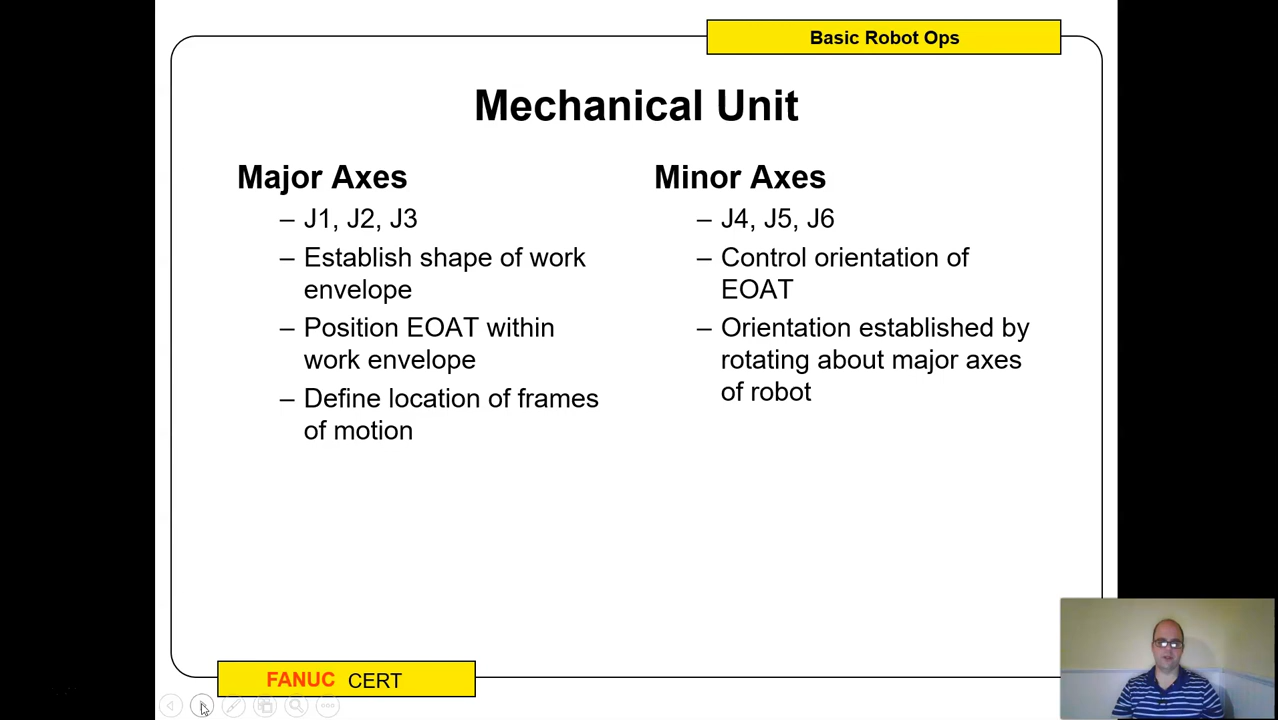 Basic Robot Ops
Mechanical Unit
Major Axes
– J1, J2, J3
– Establish shape of work
envelope
– Position EOAT within
work envelope
– Define location of frames
of motion
Minor Axes
– J4, J5, J6
– Control orientation of
EOAT
– Orientation established by
rotating about major axes
of robot
FANUC CERT